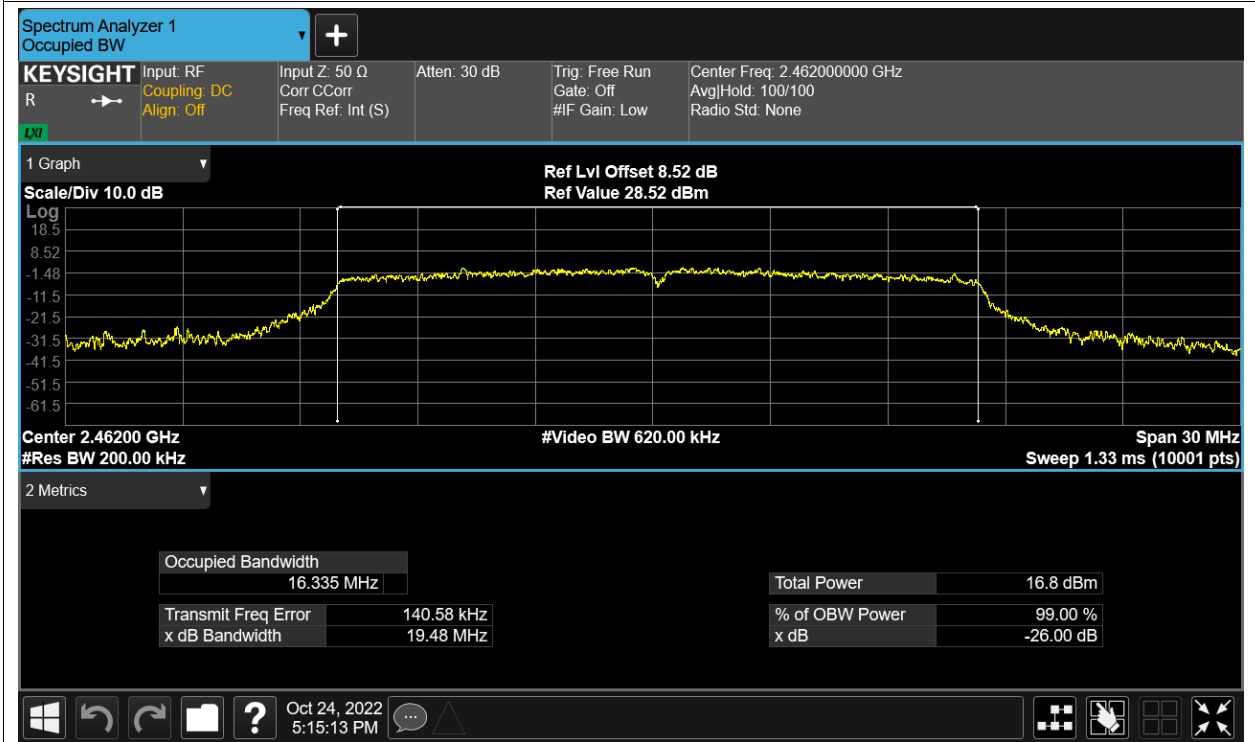 Spectrum Analyzer 1
Occupied BW
KEYSIGHT
R
LXI
Input: RF
Coupling: DC
Align: Off
Input Z: 50 Ω
Corr CCorr
Freq Ref: Int (S)
Atten: 30 dB
Trig: Free Run
Gate: Off
#IF Gain: Low
Center Freq: 2.462000000 GHz
Avg|Hold: 100/100
Radio Std: None
1 Graph
Scale/Div 10.0 dB
Ref Lvl Offset 8.52 dB
Ref Value 28.52 dBm
Log
18.5
8.52
-1.48
-11.5
-21.5
-31.5
-41.5
-51.5
-61.5
Center 2.46200 GHz
#Res BW 200.00 kHz
#Video BW 620.00 kHz
Span 30 MHz
Sweep 1.33 ms (10001 pts)
2 Metrics
Occupied Bandwidth
16.335 MHz
Transmit Freq Error 140.58 kHz
x dB Bandwidth 19.48 MHz
Total Power 16.8 dBm
% of OBW Power 99.00 %
x dB -26.00 dB
?
Oct 24, 2022
5:15:13 PM